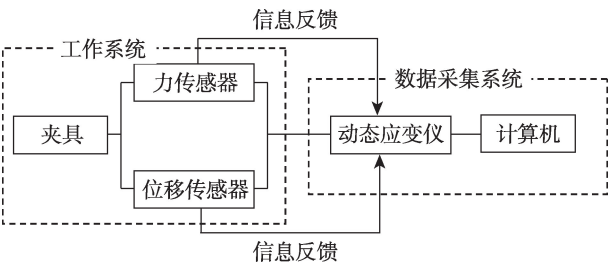 信息反馈
工作系统
力传感器
数据采集系统
夹具
动态应变仪
计算机
位移传感器
信息反馈